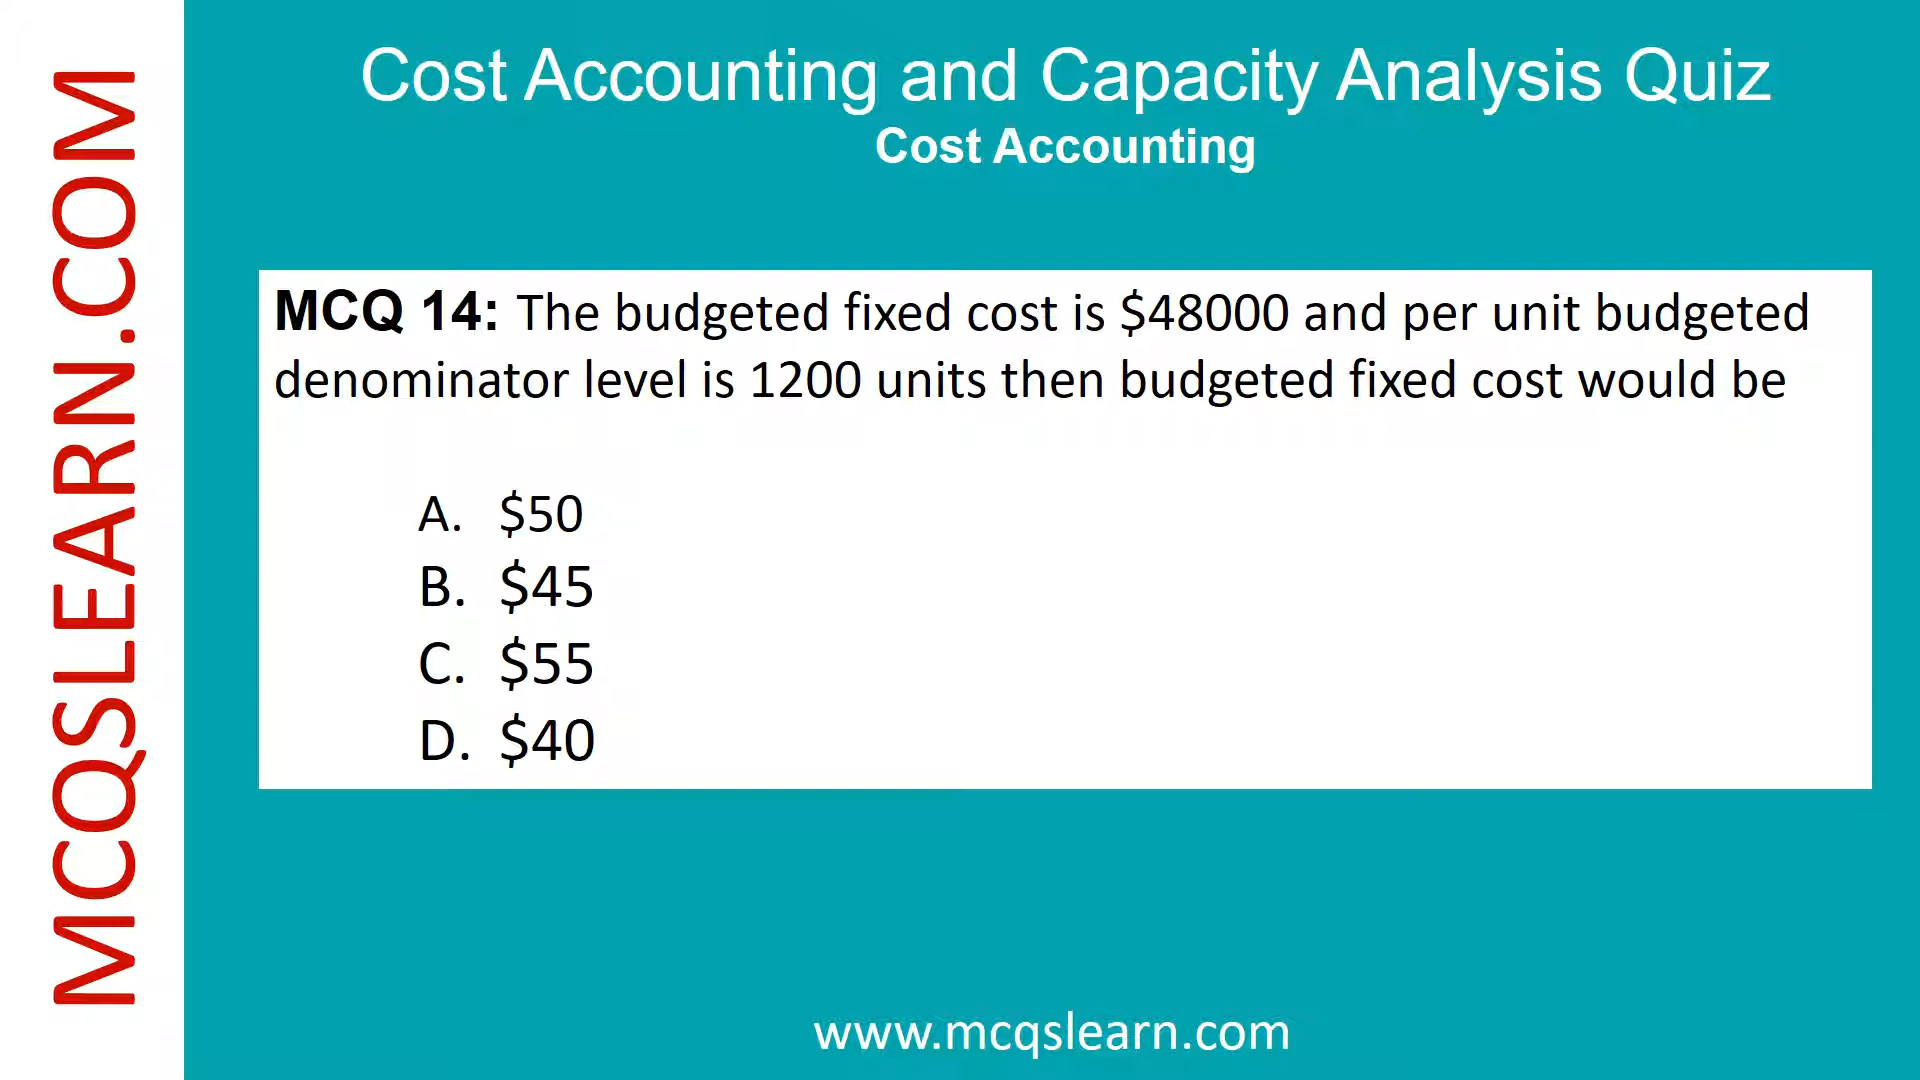 MCQSLEARN.COM
Cost Accounting and Capacity Analysis Quiz
Cost Accounting
MCQ 14: The budgeted fixed cost is $48000 and per unit budgeted
denominator level is 1200 units then budgeted fixed cost would be
A. $50
B. $45
C. $55
D. $40
www.mcqslearn.com